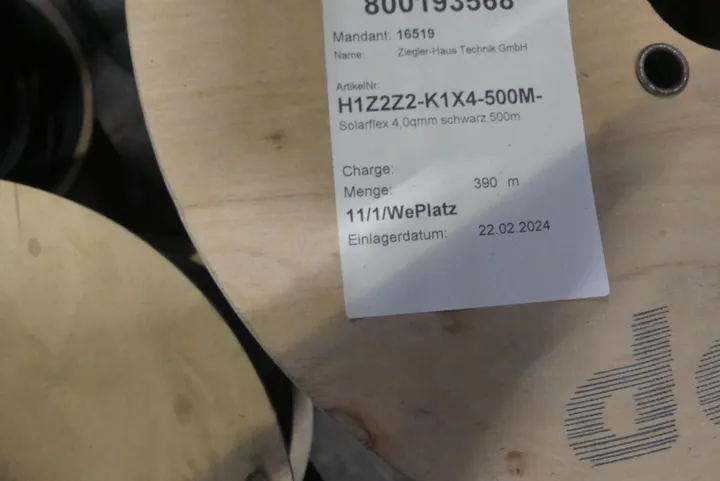 800193568
Mandant: 16519
Name: Ziegler-Haus Technik GmbH
ArtikelNr:
H1Z2Z2-K1X4-500M-
Solarflex 4,0qmm schwarz 500m
Charge:
Menge: 390 m
11/1/WePlatz
Einlagerdatum: 22.02.2024